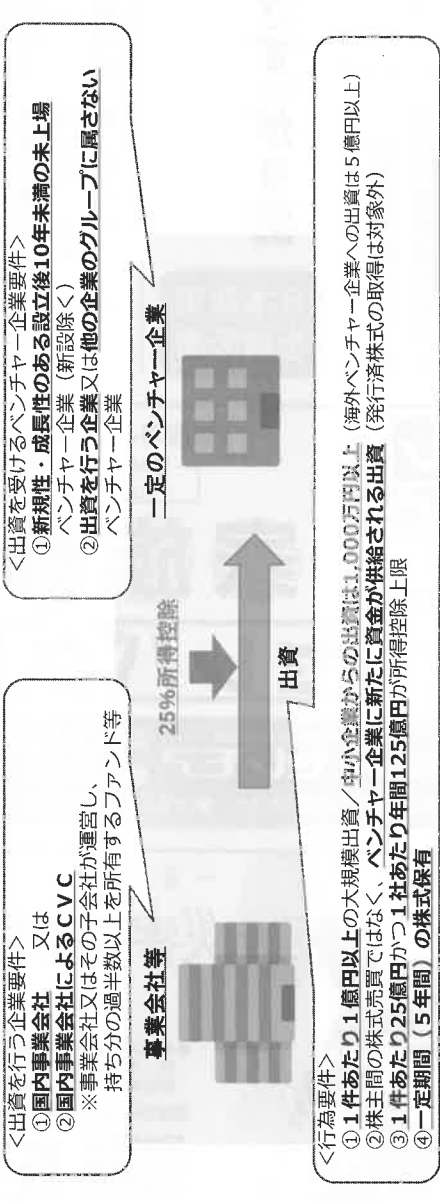 <出資を行う企業要件>
①国内事業会社 又は
②国内事業会社によるCVC
※事業会社又はその子会社が運営し、
持ち分の過半数以上を所有するファンド等
事業会社等
25%所得控除
出資
<出資を受けるベンチャー企業要件>
①新規性・成長性のある設立後10年未満の未上場
ベンチャー企業（新設除く）
②出資を行う企業又は他の企業のグループに属さない
ベンチャー企業
一定のベンチャー企業
<行為要件>
①1件あたり1億円以上の大規模出資／中小企業からの出資は1,000万円以上（海外ベンチャー企業への出資は5億円以上）
②株主間の株式売買ではなく、ベンチャー企業に新たに資金が供給される出資（発行済株式の取得は対象外）
③1件あたり25億円かつ1社あたり年間125億円が所得控除上限
④一定期間（5年間）の株式保有